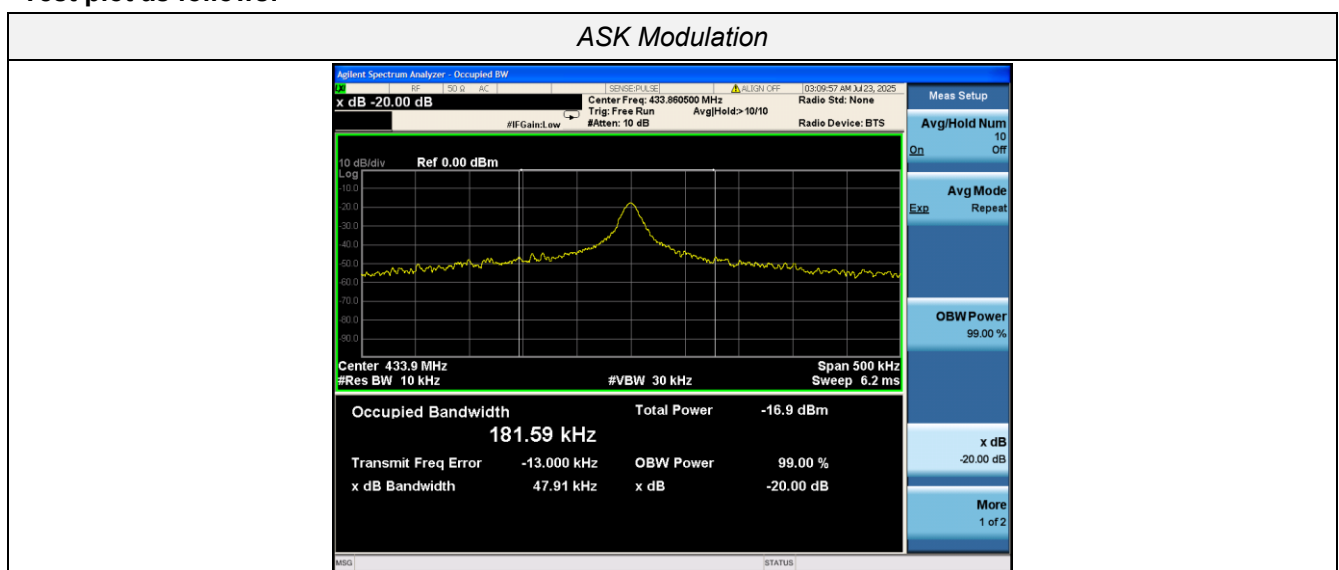 ASK Modulation
Agilent Spectrum Analyzer - Occupied BW
RF 50 Ω AC SENSE:PULSE ALIGN OFF 03:09:57 AM Jul 23, 2025
x dB -20.00 dB
Center Freq: 433.860500 MHz
Radio Std: None
Trig: Free Run Avg|Hold:> 10/10
#IFGain:Low #Atten: 10 dB Radio Device: BTS
10 dB/div Ref 0.00 dBm
Log
-10.0
-20.0
-30.0
-40.0
-50.0
-60.0
-70.0
-80.0
-90.0
Center 433.9 MHz Span 500 kHz
#Res BW 10 kHz #VBW 30 kHz Sweep 6.2 ms
Occupied Bandwidth Total Power -16.9 dBm
181.59 kHz
Transmit Freq Error -13.000 kHz OBW Power 99.00 %
x dB Bandwidth 47.91 kHz x dB -20.00 dB
MSG STATUS
Meas Setup
Avg/Hold Num
10
On Off
Avg Mode
Exp Repeat
OBW Power
99.00 %
x dB
-20.00 dB
More
1 of 2